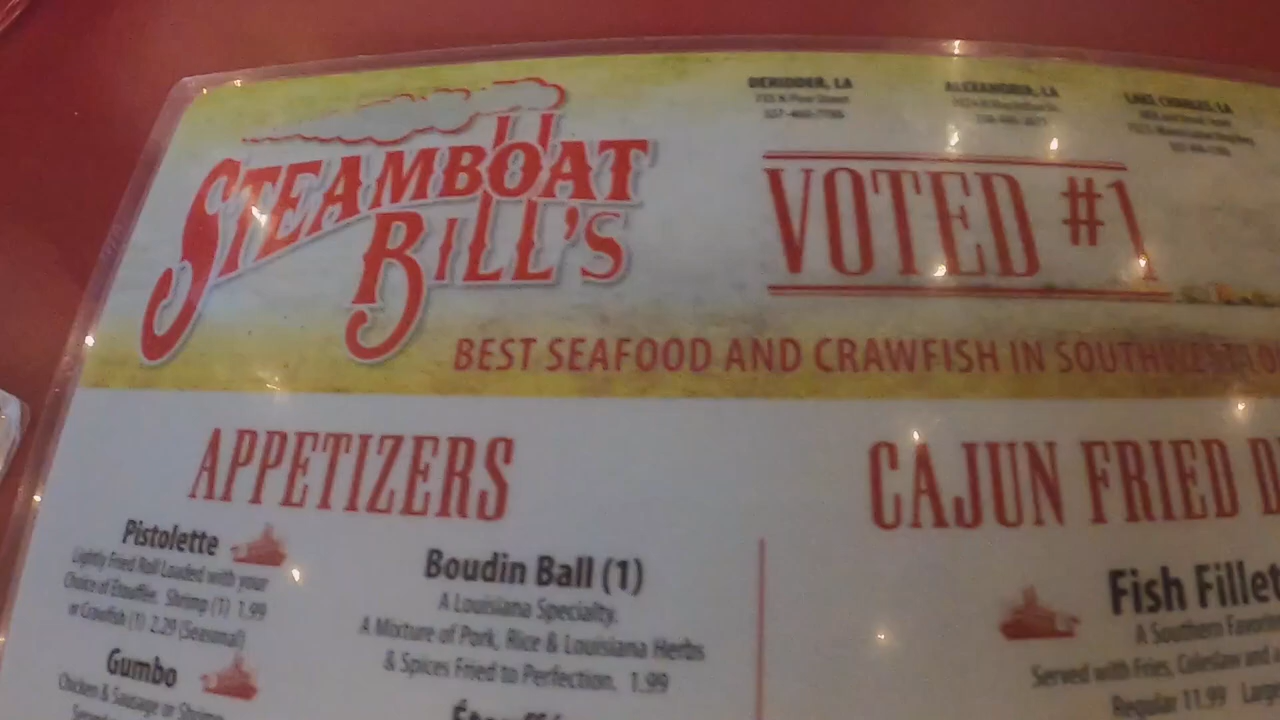 STEAMBOAT
BILL'S
DERIDDER, LA
ALEXANDRIA, LA
LAKE CHARLES, LA
VOTED #1
BEST SEAFOOD AND CRAWFISH IN SOUTHWEST
APPETIZERS
Pistolette
Lightly Fried Roll Loaded with your
Choice of Etouffée. Shrimp (1) 1.99
or Crawfish (1) 2.29 (Seasonal)
Gumbo
Chicken & Sausage or Shrimp
Boudin Ball (1)
A Louisiana Specialty.
A Mixture of Pork, Rice & Louisiana Herbs
& Spices Fried to Perfection. 1.99
CAJUN FRIED
Fish Fillet
A Southern Favorite
Served with Fries, Coleslaw and
Regular 11.99 Large